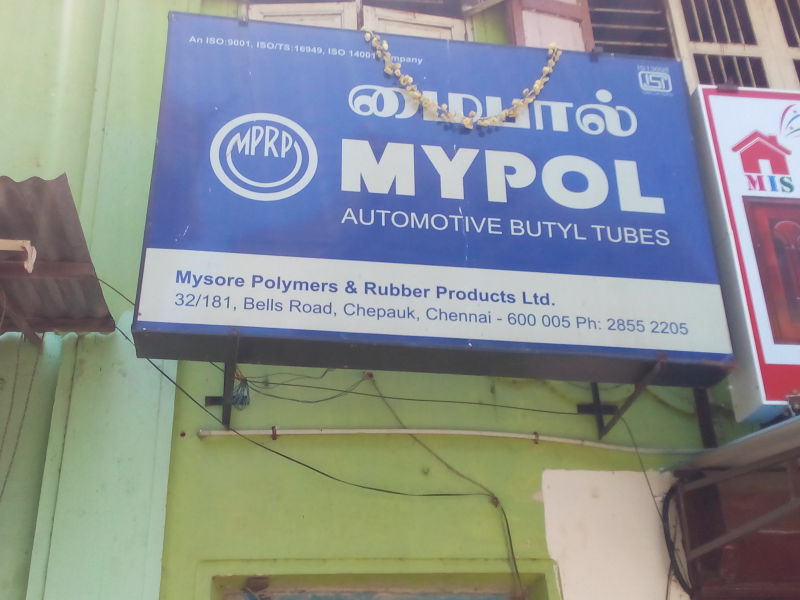 An ISO:9001, ISO/TS:16949, ISO 14001 Company
ISI
மைபால்
MPRP
MYPOL
AUTOMOTIVE BUTYL TUBES
Mysore Polymers & Rubber Products Ltd.
32/181, Bells Road, Chepauk, Chennai - 600 005 Ph: 2855 2205
MIS